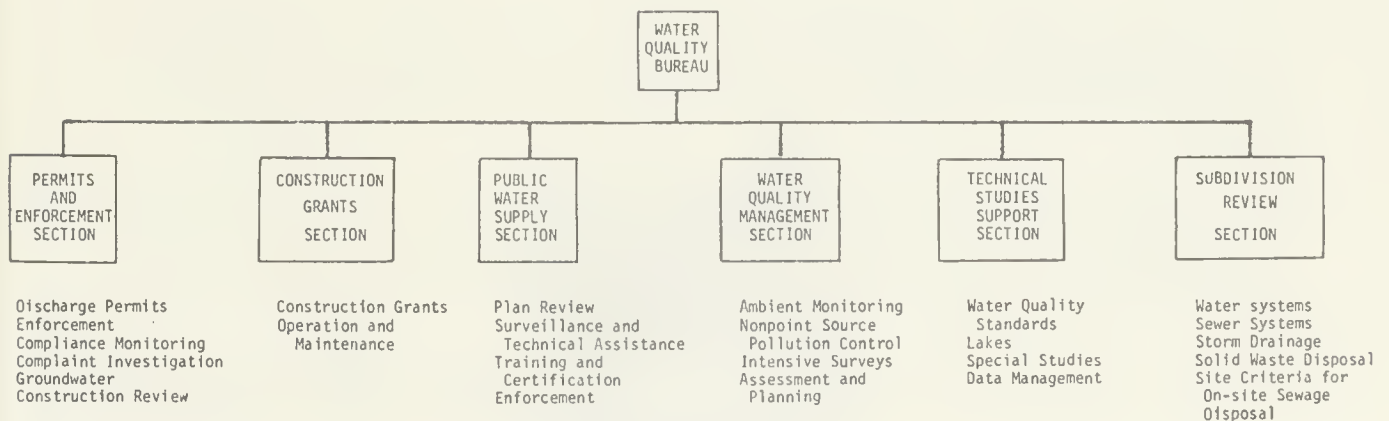 WATER
QUALITY
BUREAU
PERMITS
AND
ENFORCEMENT
SECTION
CONSTRUCTION
GRANTS
SECTION
PUBLIC
WATER
SUPPLY
SECTION
WATER
QUALITY
MANAGEMENT
SECTION
TECHNICAL
STUDIES
SUPPORT
SECTION
SUBDIVISION
REVIEW
SECTION
Discharge Permits
Enforcement
Compliance Monitoring
Complaint Investigation
Groundwater
Construction Review
Construction Grants
Operation and
Maintenance
Plan Review
Surveillance and
Technical Assistance
Training and
Certification
Enforcement
Ambient Monitoring
Nonpoint Source
Pollution Control
Intensive Surveys
Assessment and
Planning
Water Quality
Standards
Lakes
Special Studies
Data Management
Water systems
Sewer Systems
Storm Drainage
Solid Waste Disposal
Site Criteria for
On-site Sewage
Disposal